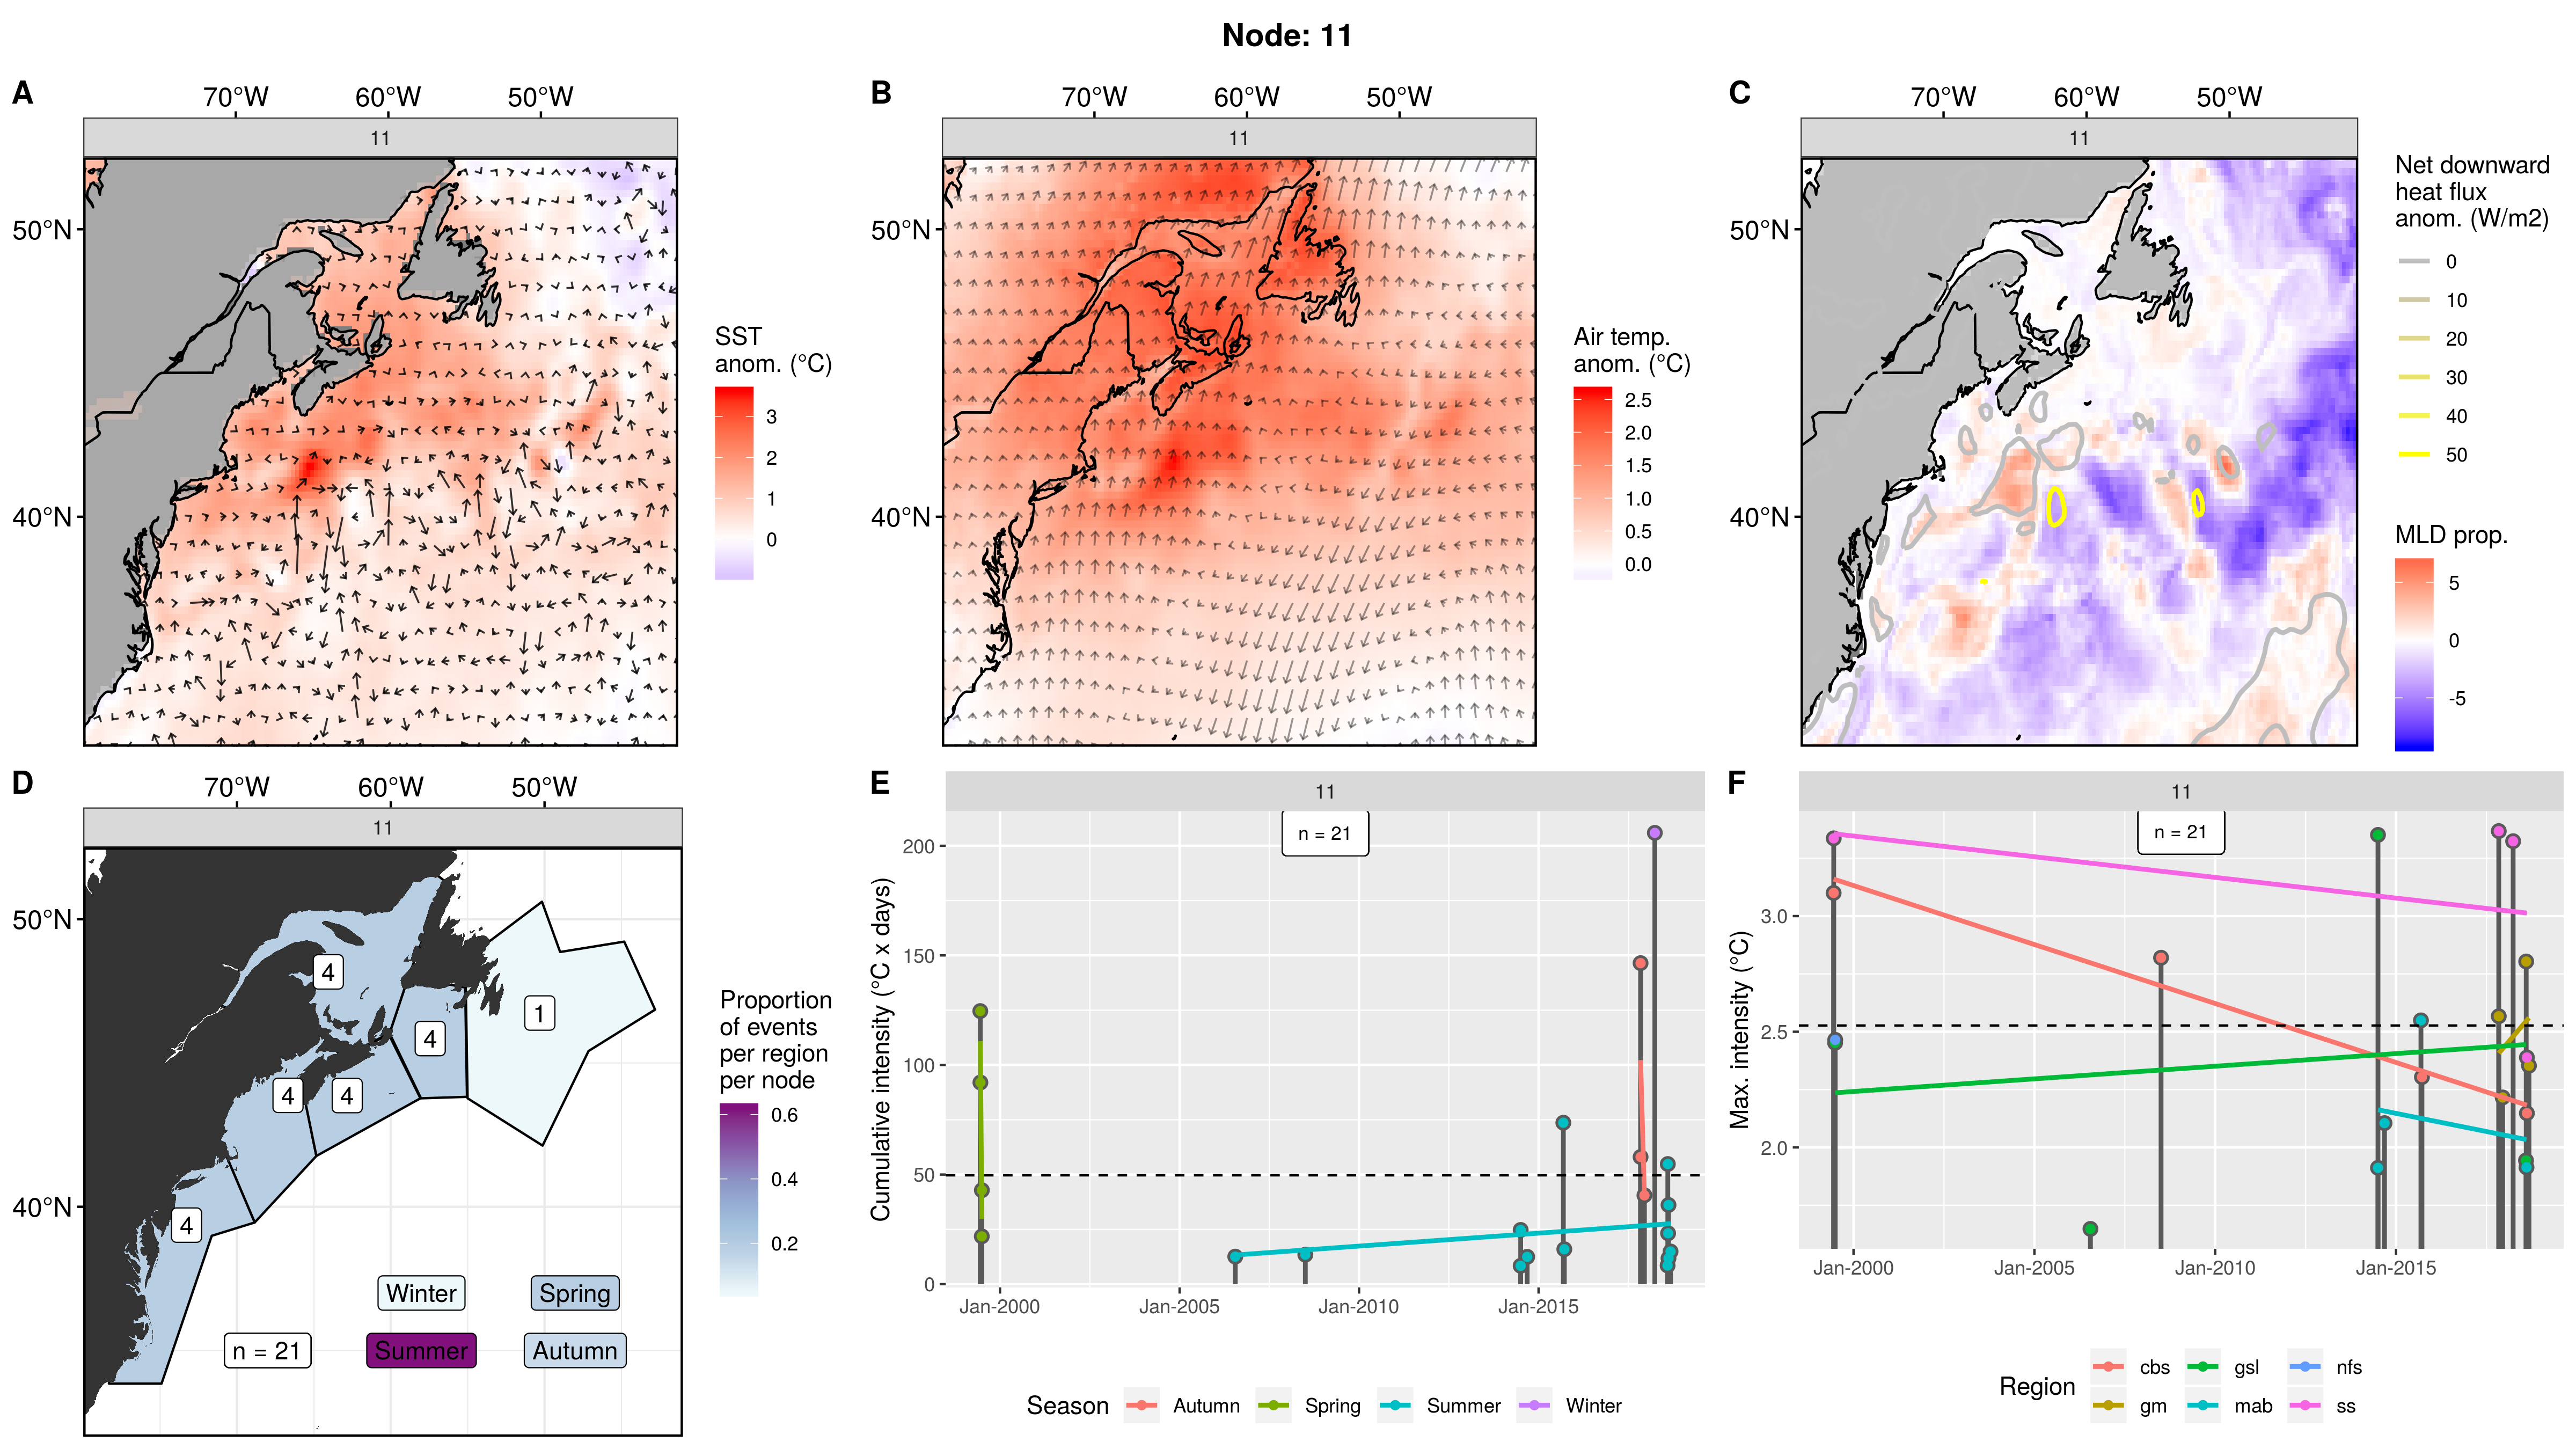 Node: 11
A
70°W 60°W 50°W
11
50°N
40°N
SST
anom. (°C)
3
2
1
0
B
70°W 60°W 50°W
11
50°N
40°N
Air temp.
anom. (°C)
2.5
2.0
1.5
1.0
0.5
0.0
C
70°W 60°W 50°W
11
50°N
40°N
Net downward
heat flux
anom. (W/m2)
0
10
20
30
40
50
MLD prop.
5
0
-5
D
70°W 60°W 50°W
11
50°N
40°N
4
4
1
4
4
4
Winter
Spring
n = 21
Summer
Autumn
Proportion
of events
per region
per node
0.6
0.4
0.2
E
11
n = 21
Cumulative intensity (°C x days)
200
150
100
50
0
Jan-2000 Jan-2005 Jan-2010 Jan-2015
Season Autumn Spring Summer Winter
F
11
n = 21
Max. intensity (°C)
3.0
2.5
2.0
Jan-2000 Jan-2005 Jan-2010 Jan-2015
Region
cbs gsl nfs
gm mab ss